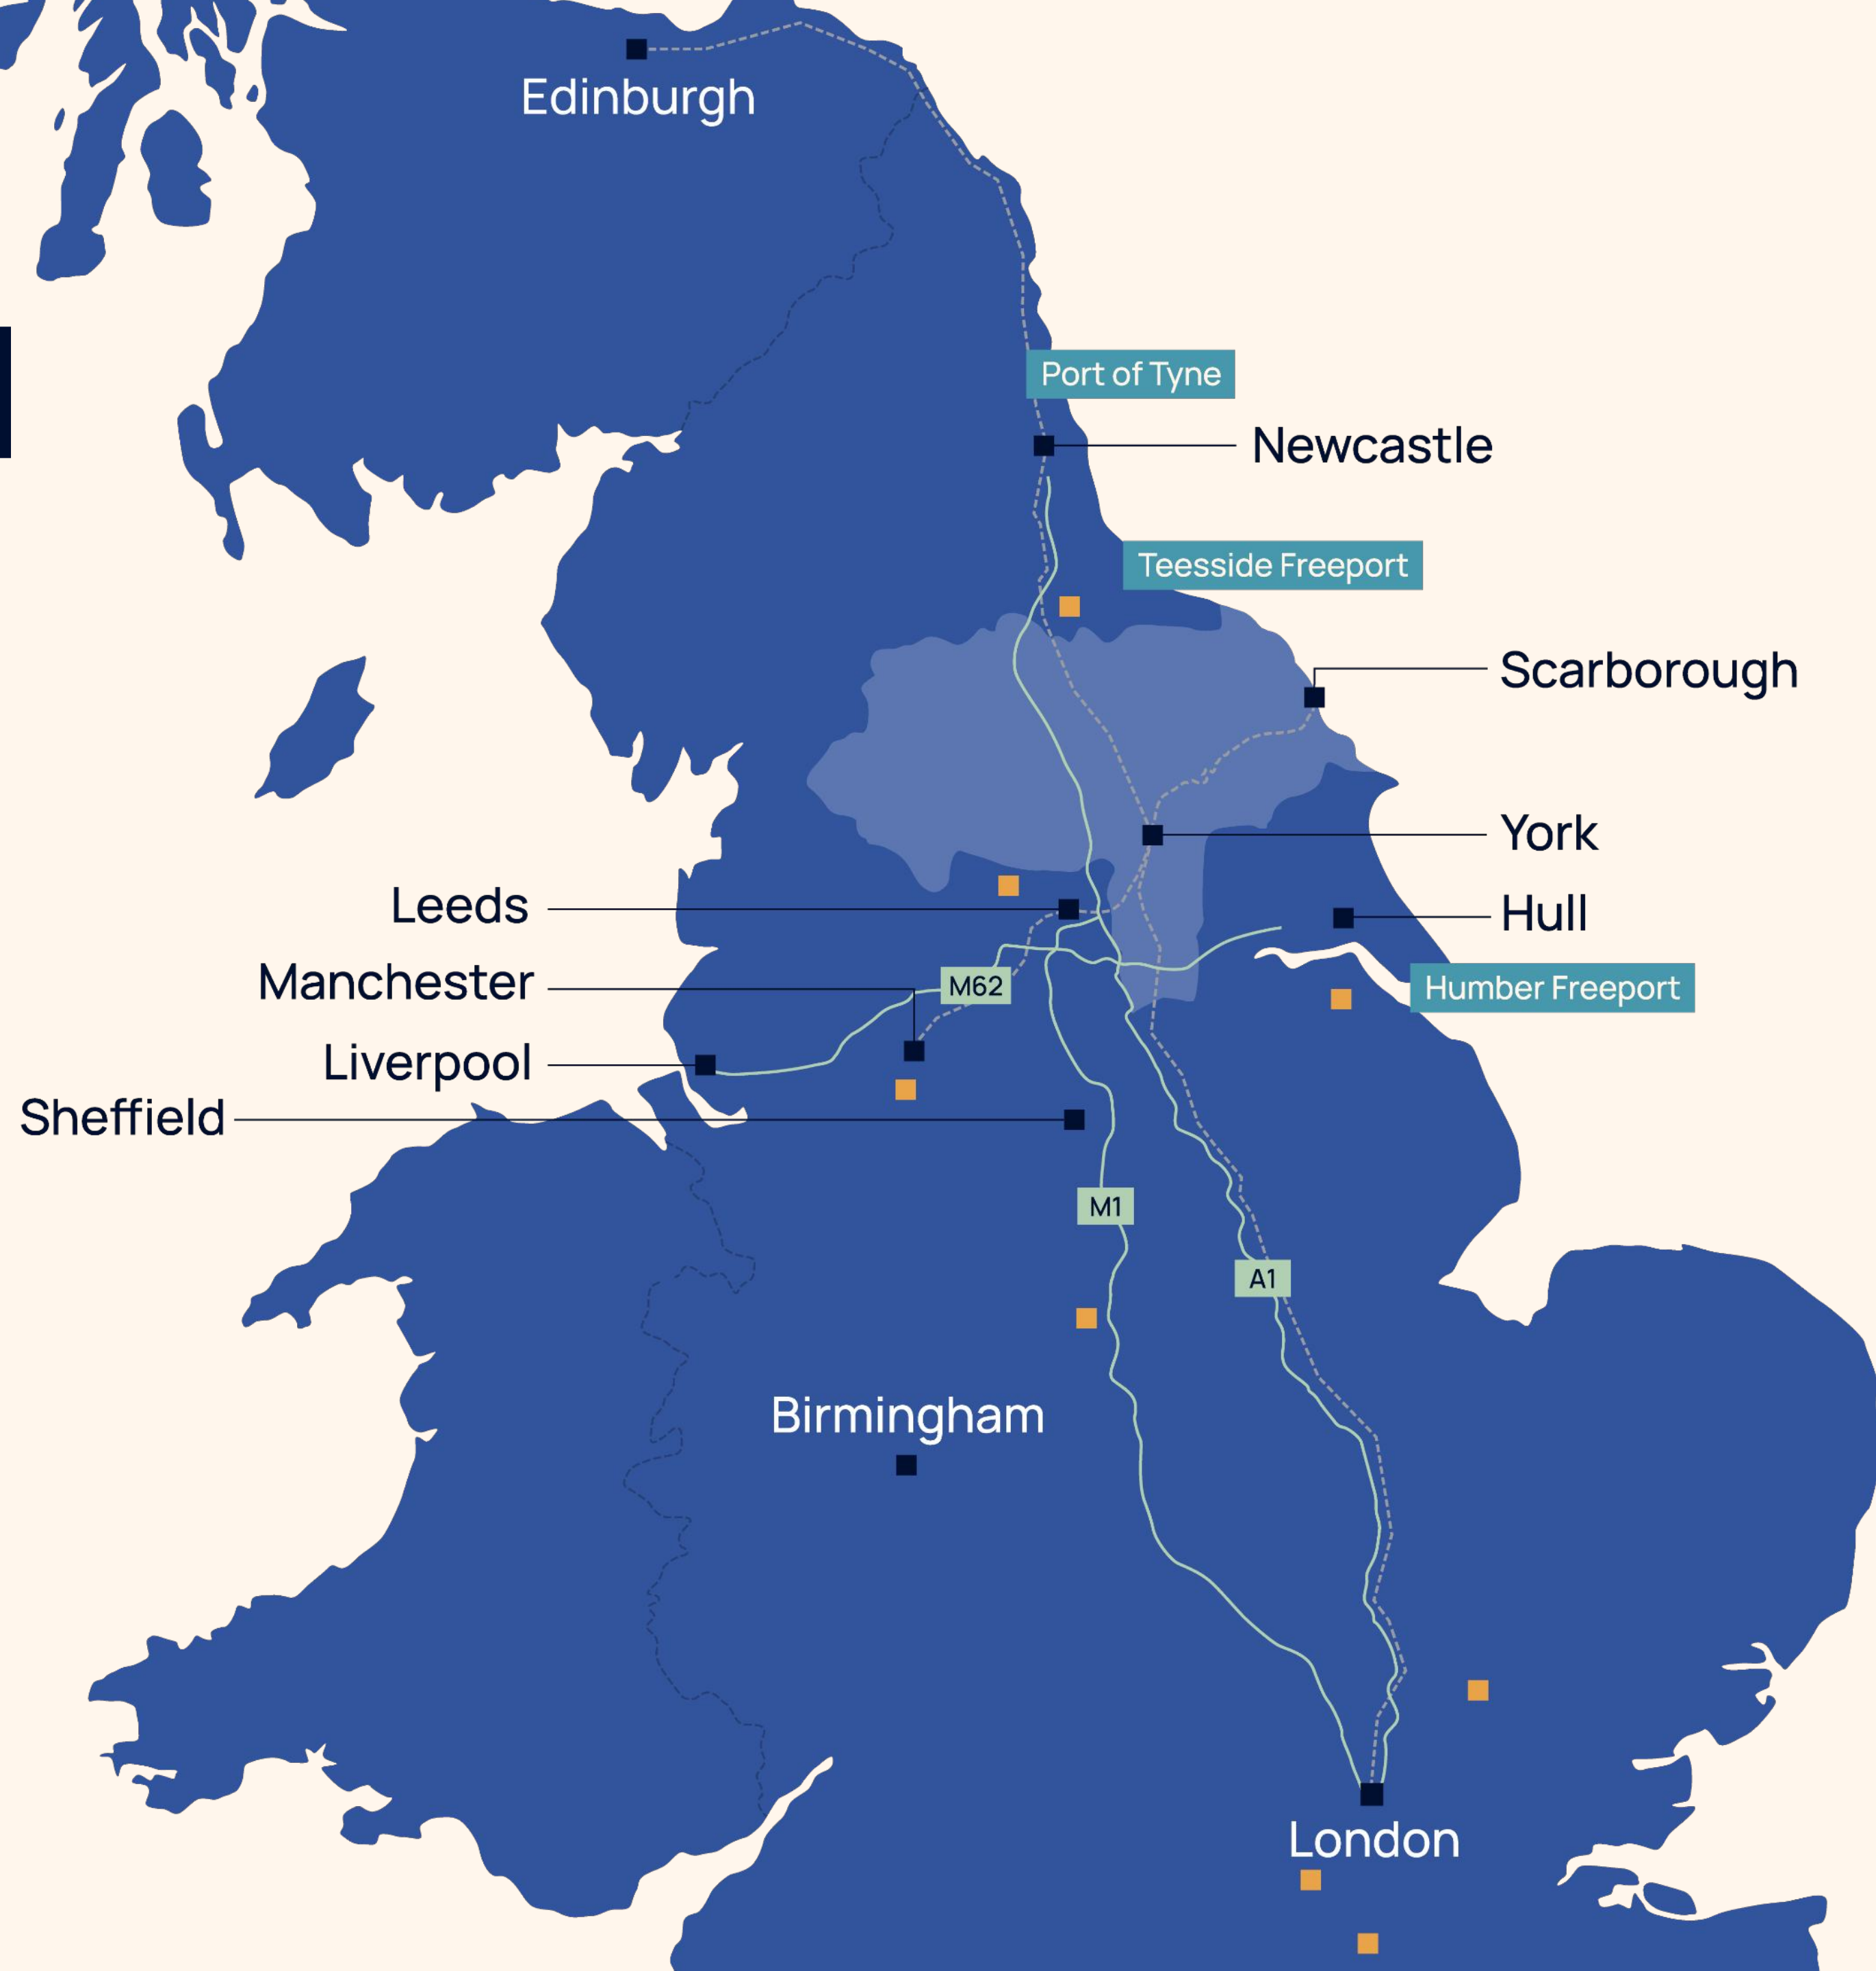 Edinburgh
Port of Tyne
Newcastle
Teesside Freeport
Scarborough
York
Leeds
Hull
Manchester
M62
Humber Freeport
Liverpool
Sheffield
M1
A1
Birmingham
London